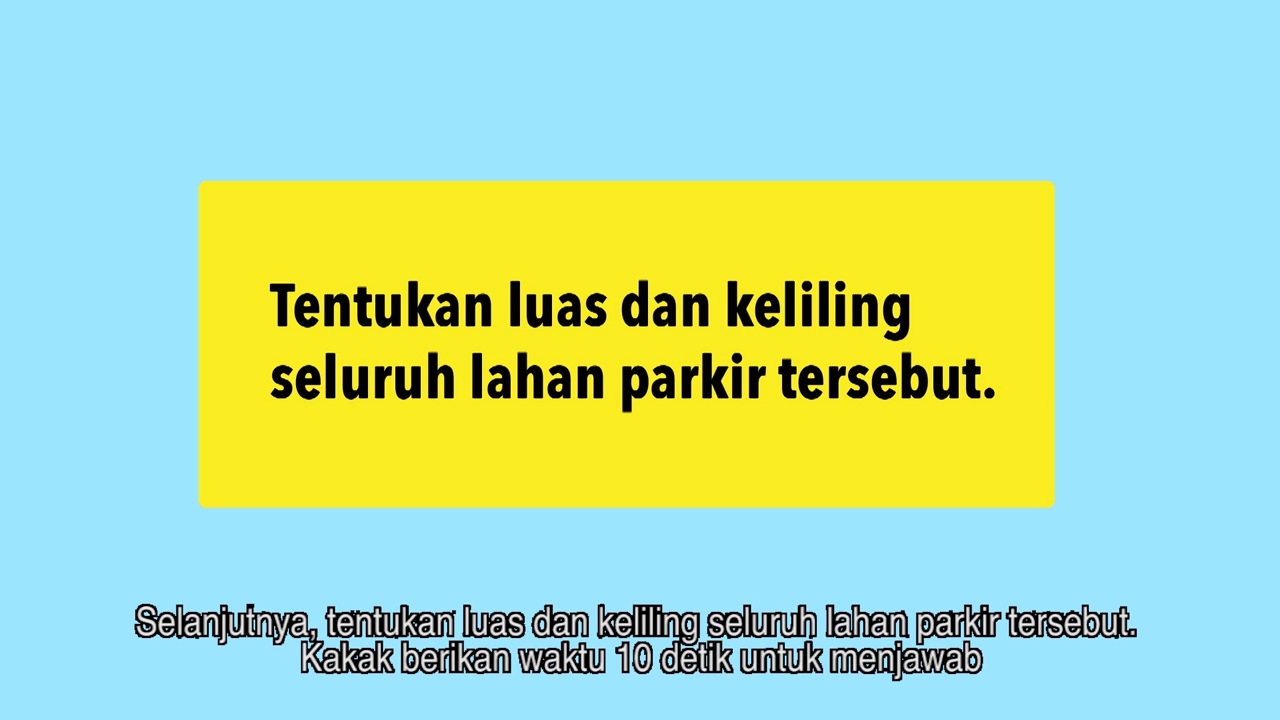 Tentukan luas dan keliling
seluruh lahan parkir tersebut.
Selanjutnya, tentukan luas dan keliling seluruh lahan parkir tersebut.
Kakak berikan waktu 10 detik untuk menjawab